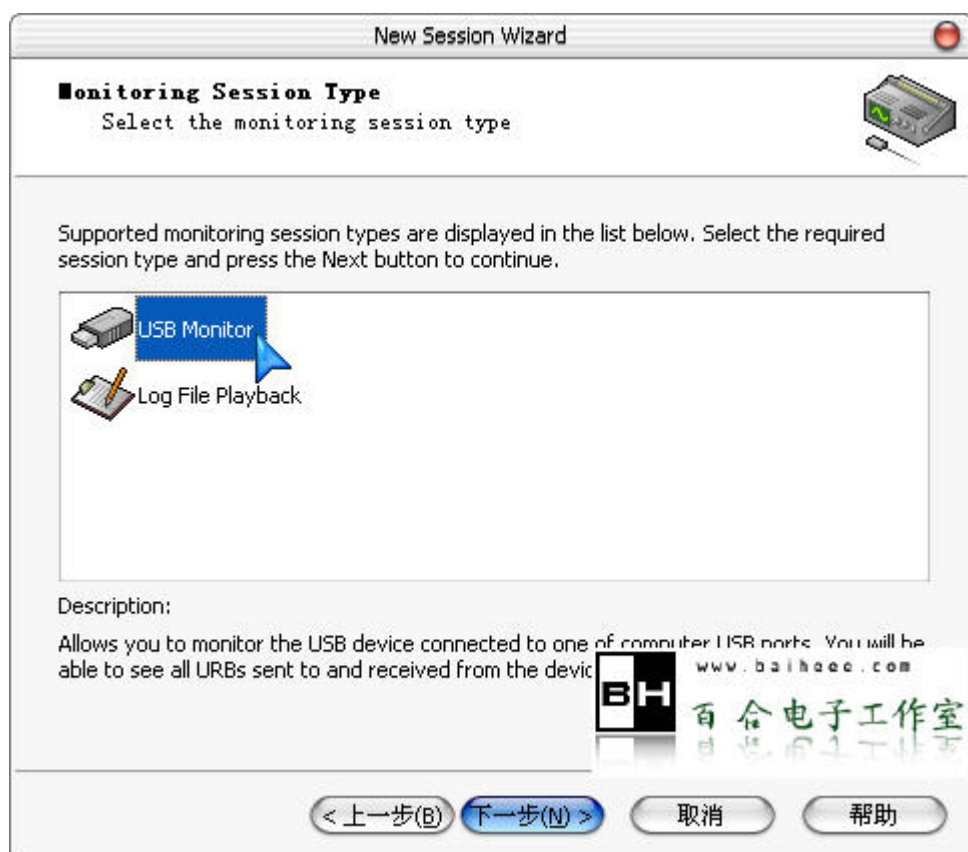 New Session Wizard
Monitoring Session Type
Select the monitoring session type
Supported monitoring session types are displayed in the list below. Select the required
session type and press the Next button to continue.
USB Monitor
Log File Playback
Description:
Allows you to monitor the USB device connected to one of computer USB ports. You will be
able to see all URBs sent to and received from the devic
www.baiheee.com
BH
百合电子工作室
< 上一步(B)
下一步(N) >
取消
帮助